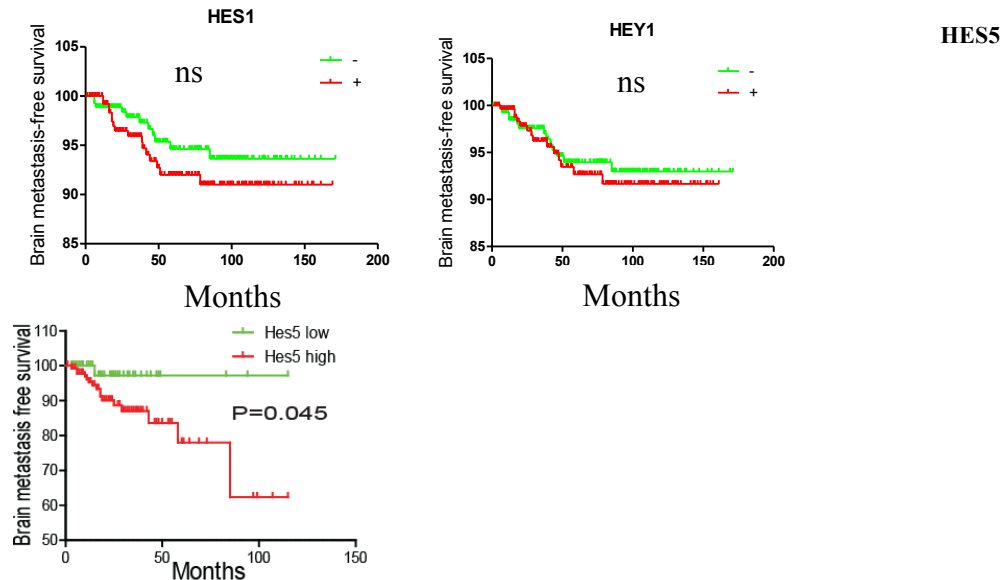 HES1
HEY1
HES5
Brain metastasis-free survival
105
100
95
90
85
ns
-
+
0
50
100
150
200
Months
Brain metastasis-free survival
105
100
95
90
85
ns
-
+
0
50
100
150
200
Months
Brain metastasis free survival
110
100
90
80
70
60
50
Hes5 low
Hes5 high
P=0.045
0
50
100
150
Months